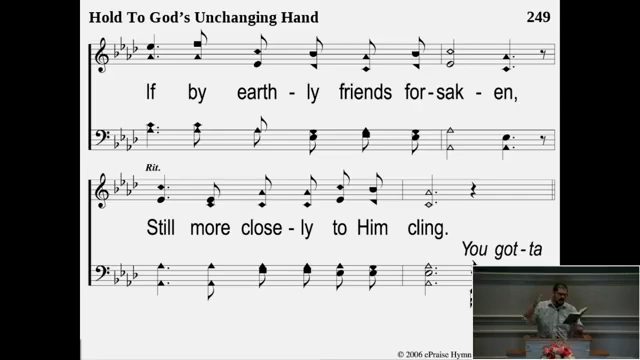 Hold To God's Unchanging Hand 249
If by earth - ly friends for - sak - en,
Rit.
Still more close - ly to Him cling.
You got - ta
© 2006 ePraise Hymn